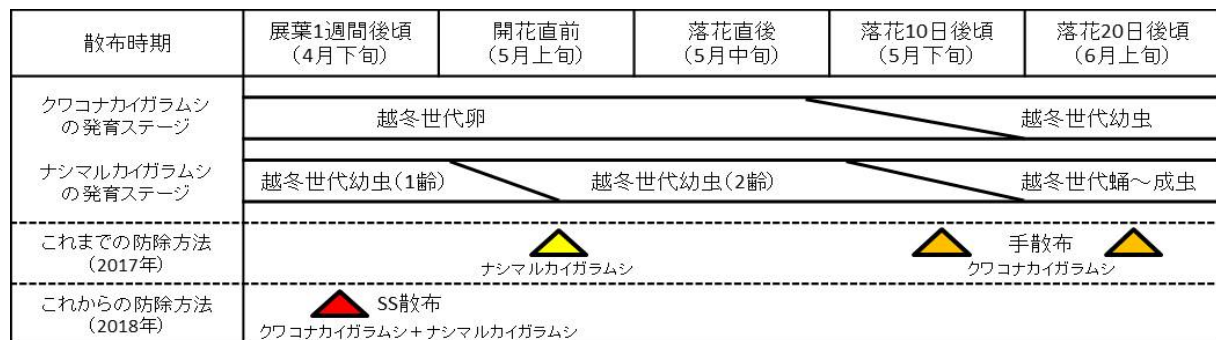 散布時期
展葉1週間後頃
(4月下旬)
開花直前
(5月上旬)
落花直後
(5月中旬)
落花10日後頃
(5月下旬)
落花20日後頃
(6月上旬)
クワコナカイガラムシ
の発育ステージ
越冬世代卵
越冬世代幼虫
ナシマルカイガラムシ
の発育ステージ
越冬世代幼虫(1齢)
越冬世代幼虫(2齢)
越冬世代蛹～成虫
これまでの防除方法
(2017年)
ナシマルカイガラムシ
手散布
クワコナカイガラムシ
これからの防除方法
(2018年)
SS散布
クワコナカイガラムシ＋ナシマルカイガラムシ